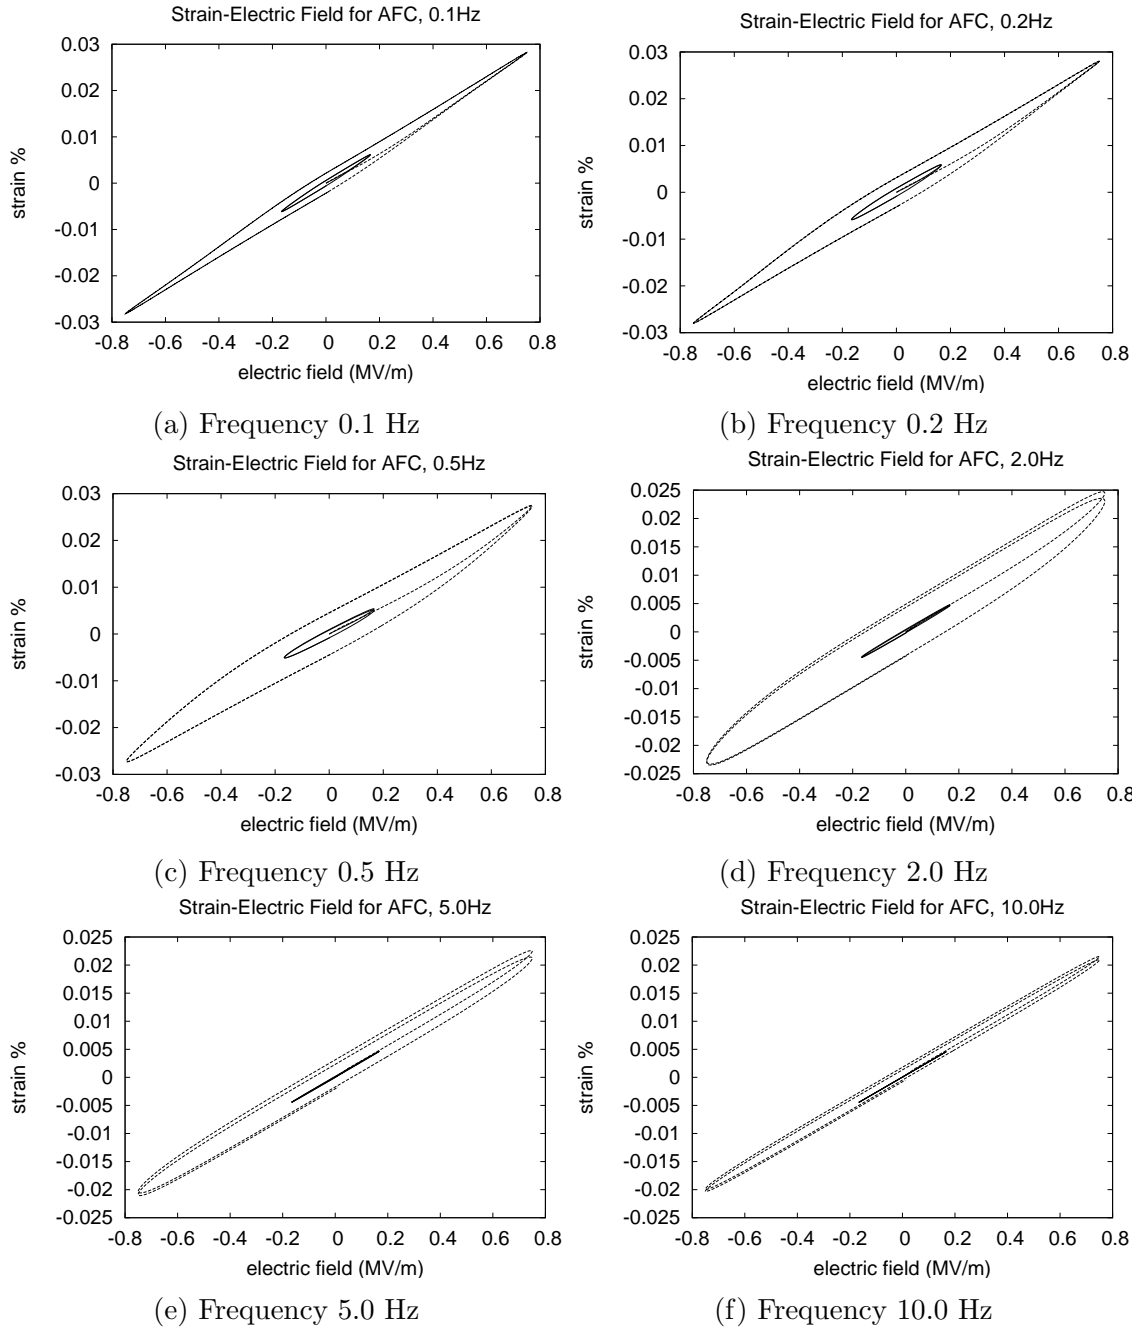 Strain-Electric Field for AFC, 0.1Hz
0.03
0.02
0.01
0
-0.01
-0.02
-0.03
strain %
-0.8 -0.6 -0.4 -0.2 0 0.2 0.4 0.6 0.8
electric field (MV/m)
(a) Frequency 0.1 Hz
Strain-Electric Field for AFC, 0.2Hz
0.03
0.02
0.01
0
-0.01
-0.02
-0.03
strain %
-0.8 -0.6 -0.4 -0.2 0 0.2 0.4 0.6 0.8
electric field (MV/m)
(b) Frequency 0.2 Hz
Strain-Electric Field for AFC, 0.5Hz
0.03
0.02
0.01
0
-0.01
-0.02
-0.03
strain %
-0.8 -0.6 -0.4 -0.2 0 0.2 0.4 0.6 0.8
electric field (MV/m)
(c) Frequency 0.5 Hz
Strain-Electric Field for AFC, 2.0Hz
0.025
0.02
0.015
0.01
0.005
0
-0.005
-0.01
-0.015
-0.02
-0.025
strain %
-0.8 -0.6 -0.4 -0.2 0 0.2 0.4 0.6 0.8
electric field (MV/m)
(d) Frequency 2.0 Hz
Strain-Electric Field for AFC, 5.0Hz
0.025
0.02
0.015
0.01
0.005
0
-0.005
-0.01
-0.015
-0.02
-0.025
strain %
-0.8 -0.6 -0.4 -0.2 0 0.2 0.4 0.6 0.8
electric field (MV/m)
(e) Frequency 5.0 Hz
Strain-Electric Field for AFC, 10.0Hz
0.025
0.02
0.015
0.01
0.005
0
-0.005
-0.01
-0.015
-0.02
-0.025
strain %
-0.8 -0.6 -0.4 -0.2 0 0.2 0.4 0.6 0.8
electric field (MV/m)
(f) Frequency 10.0 Hz